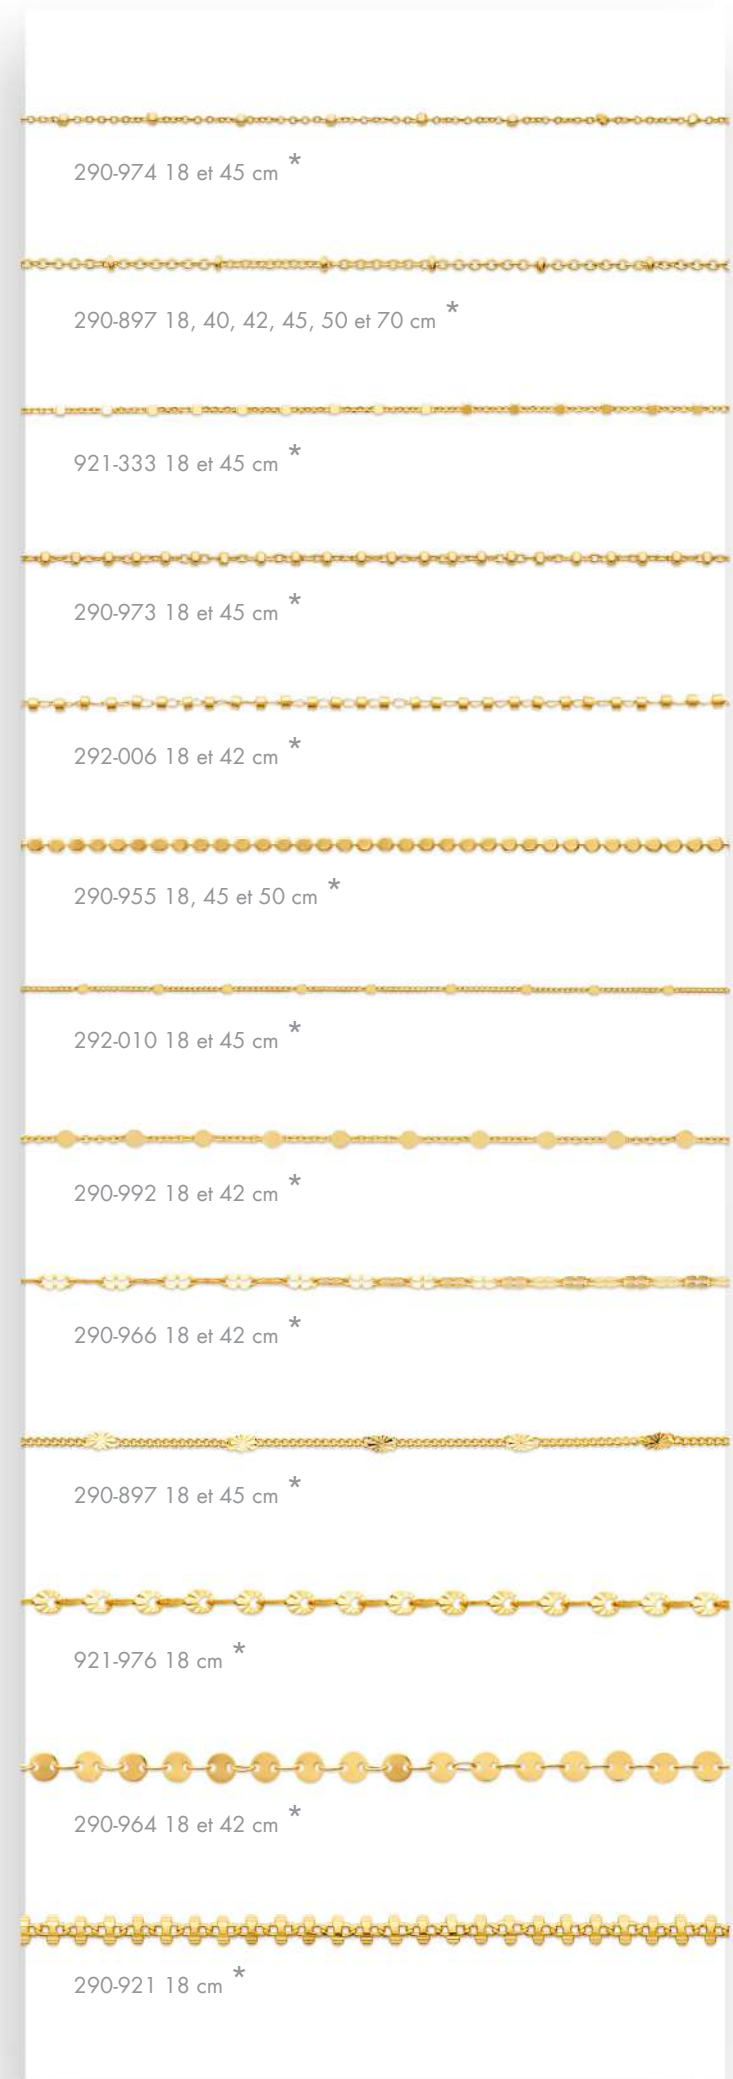 290-974 18 et 45 cm *
290-897 18, 40, 42, 45, 50 et 70 cm *
921-333 18 et 45 cm *
290-973 18 et 45 cm *
292-006 18 et 42 cm *
290-955 18, 45 et 50 cm *
292-010 18 et 45 cm *
290-992 18 et 42 cm *
290-966 18 et 42 cm *
290-897 18 et 45 cm *
921-976 18 cm *
290-964 18 et 42 cm *
290-921 18 cm *